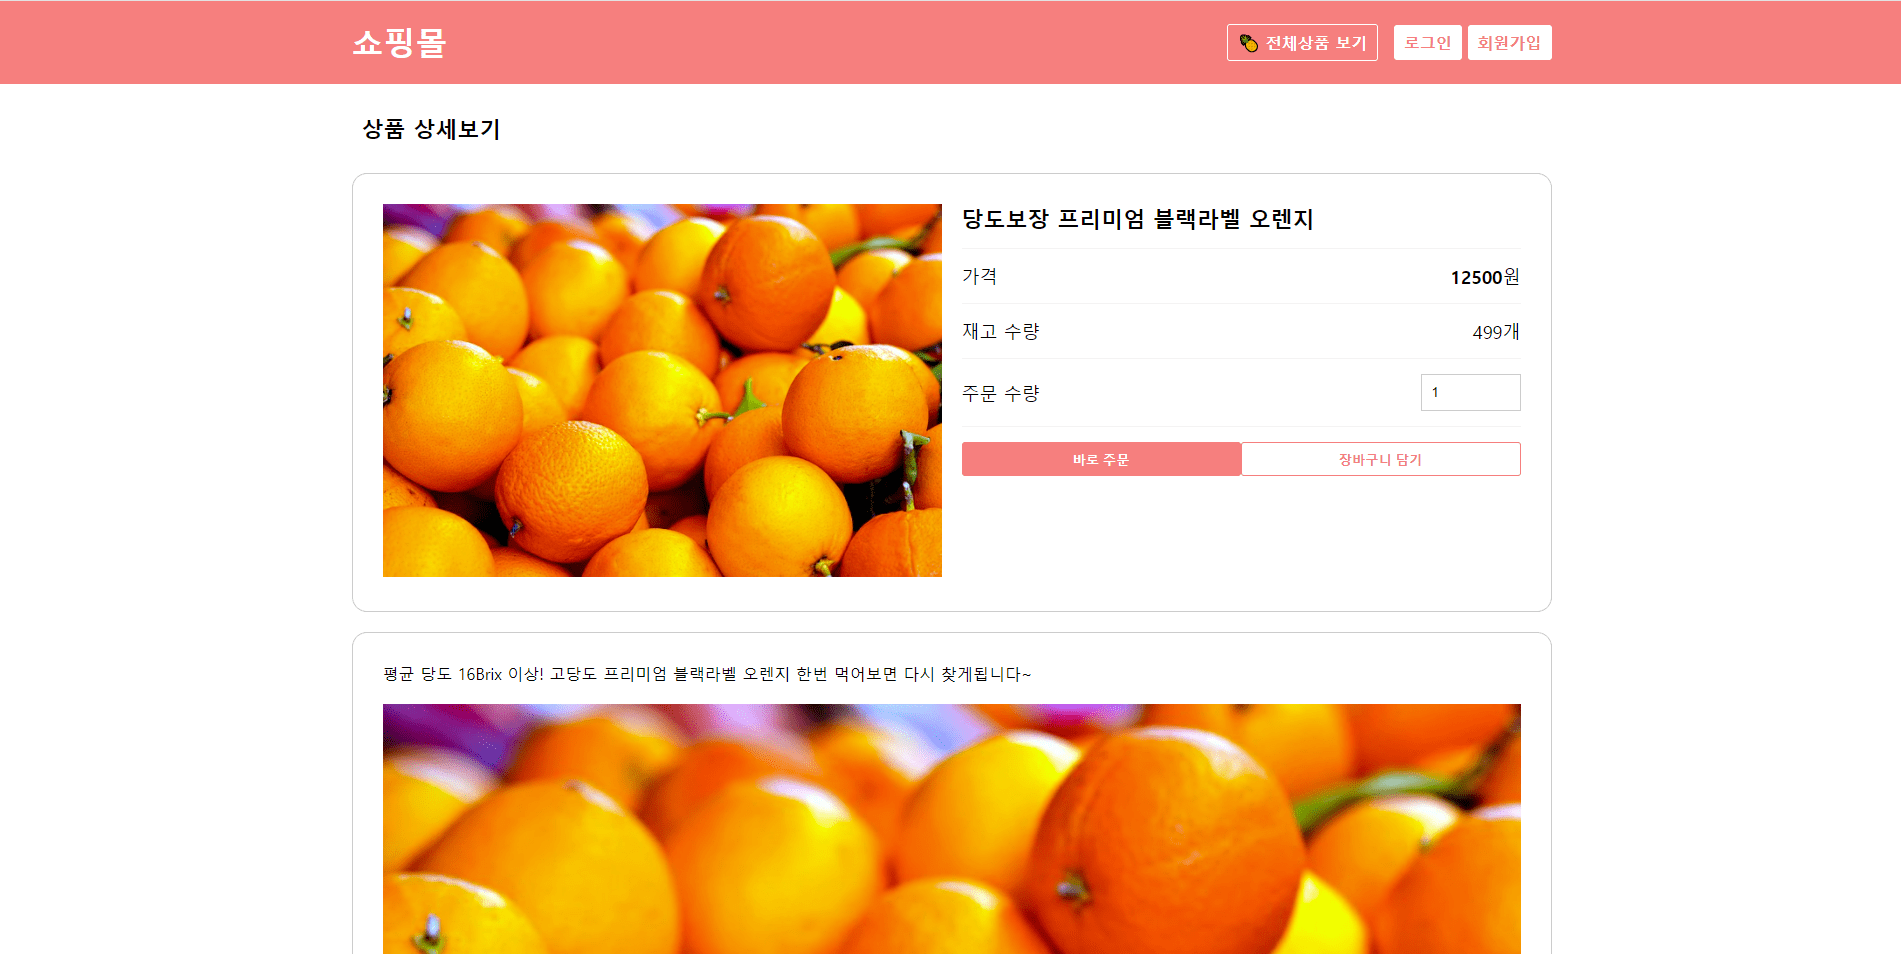 쇼핑몰
🍍 전체상품 보기
로그인
회원가입
상품 상세보기
당도보장 프리미엄 블랙라벨 오렌지
가격 12500원
재고 수량 499개
주문 수량 1
바로 주문
장바구니 담기
평균 당도 16Brix 이상! 고당도 프리미엄 블랙라벨 오렌지 한번 먹어보면 다시 찾게됩니다~